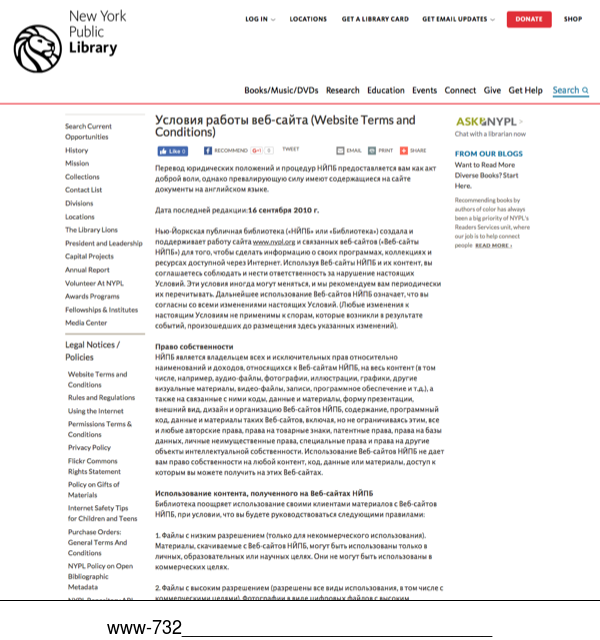 New York
Public
Library
LOG IN
LOCATIONS
GET A LIBRARY CARD
GET EMAIL UPDATES
DONATE
SHOP
Books/Music/DVDs
Research
Education
Events
Connect
Give
Get Help
Search
Search Current
Opportunities
History
Mission
Collections
Contact List
Divisions
Locations
The Library Lions
President and Leadership
Capital Projects
Annual Report
Volunteer At NYPL
Awards Programs
Fellowships & Institutes
Media Center
Legal Notices /
Policies
Website Terms and
Conditions
Rules and Regulations
Using the Internet
Permissions Terms &
Conditions
Privacy Policy
Flickr Commons
Rights Statement
Policy on Gifts of
Materials
Internet Safety Tips
for Children and Teens
Purchase Orders:
General Terms And
Conditions
NYPL Policy on Open
Bibliographic
Metadata
Условия работы веб-сайта (Website Terms and
Conditions)
Like 0
RECOMMEND
G+1
0
TWEET
EMAIL
PRINT
SHARE
Перевод юридических положений и процедур НЙПБ предоставляется вам как акт
доброй воли, однако превалирующую силу имеют содержащиеся на сайте
документы на английском языке.
Дата последней редакции:16 сентября 2010 г.
Нью-Йоркская публичная библиотека («НЙПБ» или «Библиотека») создала и
поддерживает работу сайта www.nypl.org и связанных веб-сайтов («Веб-сайты
НЙПБ») для того, чтобы сделать информацию о своих программах, коллекциях и
ресурсах доступной через Интернет. Используя Веб-сайты НЙПБ и их контент, вы
соглашаетесь соблюдать и нести ответственность за нарушение настоящих
Условий. Эти условия иногда могут меняться, и мы рекомендуем вам периодически
их перечитывать. Дальнейшее использование Веб-сайтов НЙПБ означает, что вы
согласны со всеми изменениями настоящих Условий. (Любые изменения к
настоящим Условиям не применимы к спорам, которые возникли в результате
событий, произошедших до размещения здесь указанных изменений).
Право собственности
НЙПБ является владельцем всех и исключительных прав относительно
наименований и доходов, относящихся к Веб-сайтам НЙПБ, на весь контент (в том
числе, например, аудио-файлы, фотографии, иллюстрации, графики, другие
визуальные материалы, видео-файлы, записи, программное обеспечение и т.д.), а
также на связанные с ними коды, данные и материалы, форму презентации,
внешний вид, дизайн и организацию Веб-сайтов НЙПБ, содержание, программный
код, данные и материалы таких Веб-сайтов, включая, но не ограничиваясь этим, все
и любые авторские права, права на товарные знаки, патентные права, права на базы
данных, личные неимущественные права, специальные права и права на другие
объекты интеллектуальной собственности. Использование Веб-сайтов НЙПБ не дает
вам право собственности на любой контент, код, данные или материалы, доступ к
которым вы можете получить на этих Веб-сайтах.
Использование контента, полученного на Веб-сайтах НЙПБ
Библиотека поощряет использование своими клиентами материалов с Веб-сайтов
НЙПБ, при условии, что вы будете руководствоваться следующими правилами:
1. Файлы с низким разрешением (только для некоммерческого использования).
Материалы, скачиваемые с Веб-сайтов НЙПБ, могут быть использованы только в
личных, образовательных или научных целях. Они не могут быть использованы в
коммерческих целях.
2. Файлы с высоким разрешением (разрешены все виды использования, в том числе с
коммерческими целями). Фотографии в виде цифровых файлов с высоким
ASK NYPL
Chat with a librarian now
FROM OUR BLOGS
Want to Read More
Diverse Books? Start
Here.
Recommending books by
authors of color has always
been a big priority of NYPL's
Readers Services unit, where
our job is to help connect
people READ MORE ›
www-732